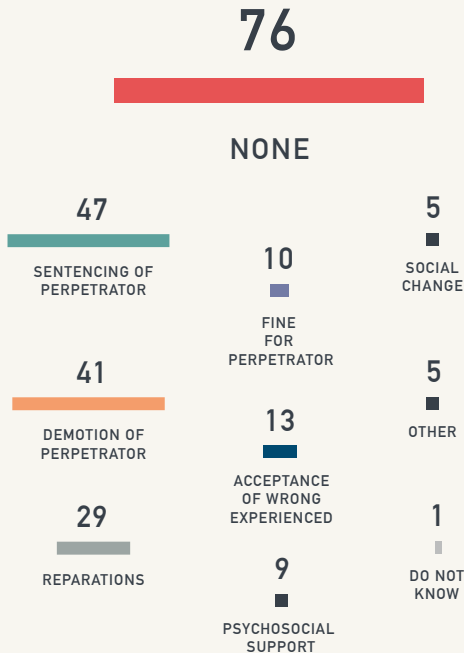 76
NONE
47
SENTENCING OF
PERPETRATOR
41
DEMOTION OF
PERPETRATOR
29
REPARATIONS
10
FINE
FOR
PERPETRATOR
13
ACCEPTANCE
OF WRONG
EXPERIENCED
9
PSYCHOSOCIAL
SUPPORT
5
SOCIAL
CHANGE
5
OTHER
1
DO NOT
KNOW